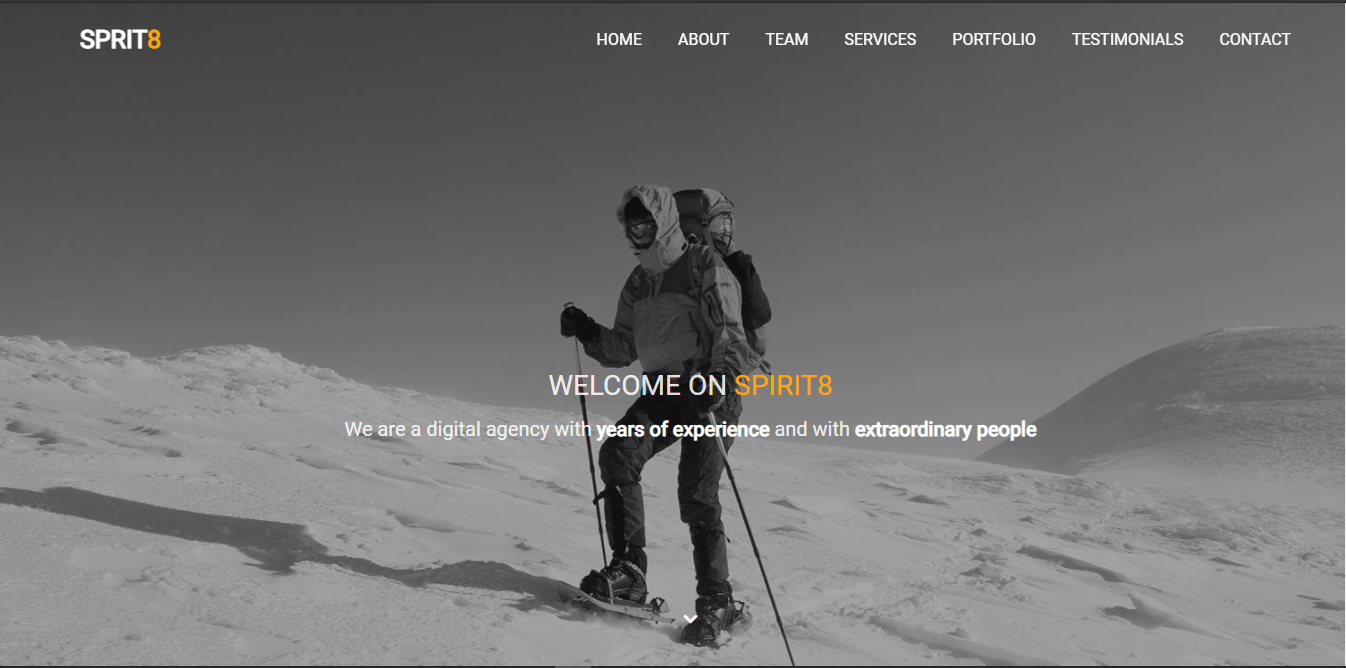 SPRIT8
HOME ABOUT TEAM SERVICES PORTFOLIO TESTIMONIALS CONTACT
WELCOME ON SPIRIT8
We are a digital agency with years of experience and with extraordinary people